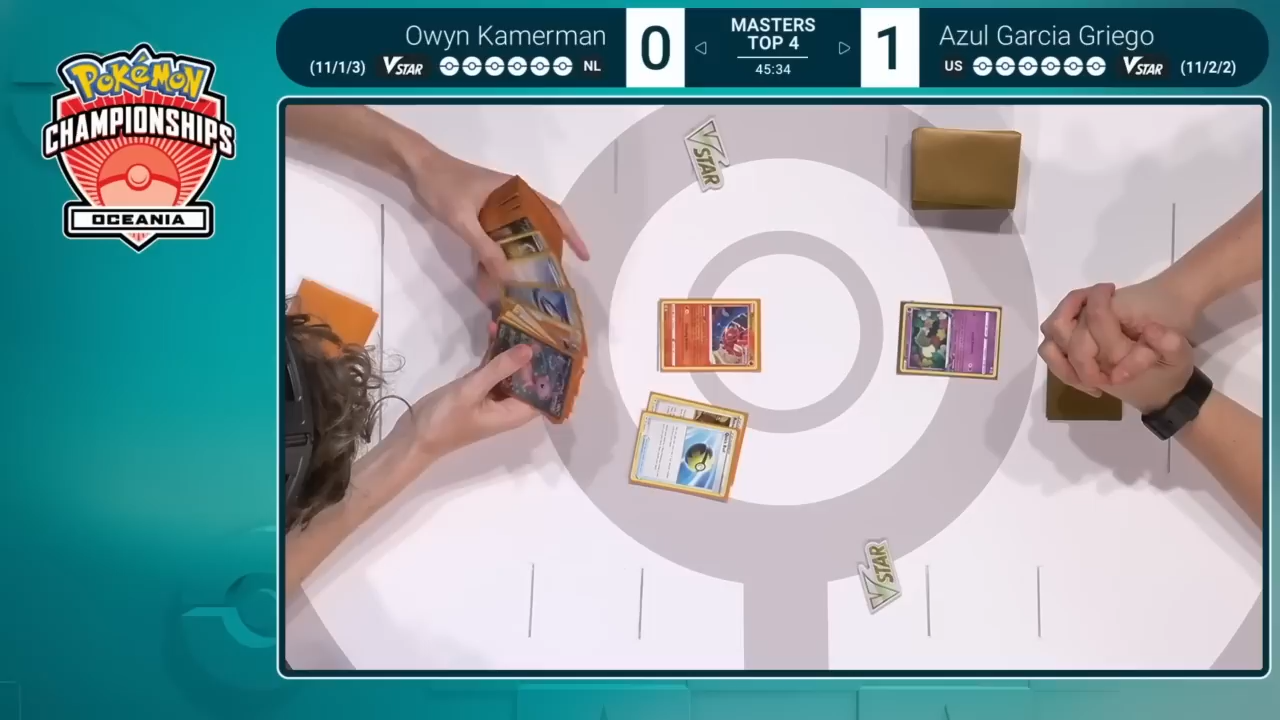 POKéMON
CHAMPIONSHIPS
OCEANIA
Owyn Kamerman
0
MASTERS
TOP 4
45:34
1
Azul Garcia Griego
(11/1/3)
VSTAR
NL
US
VSTAR
(11/2/2)
VSTAR
VSTAR